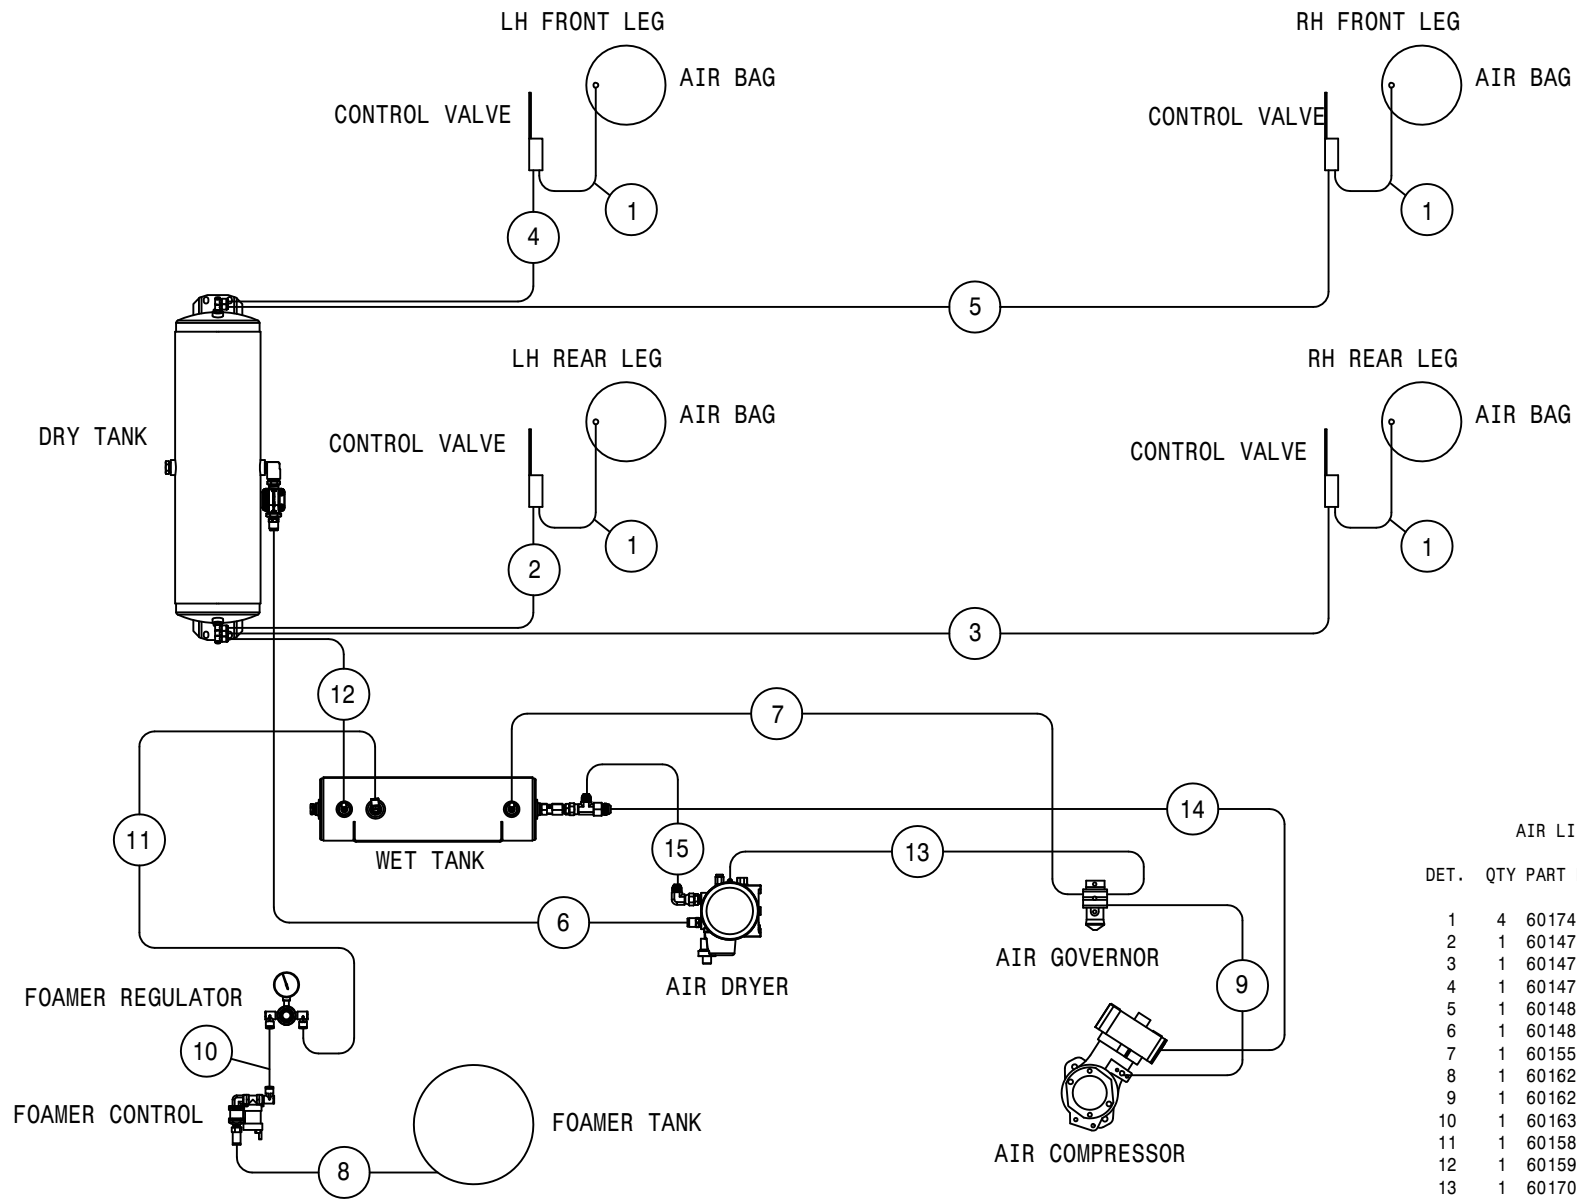 LH FRONT LEG
RH FRONT LEG
AIR BAG
AIR BAG
CONTROL VALVE
CONTROL VALVE
1
1
4
5
LH REAR LEG
RH REAR LEG
AIR BAG
AIR BAG
DRY TANK
CONTROL VALVE
CONTROL VALVE
1
1
2
3
12
7
14
11
WET TANK
15
13
6
AIR DRYER
AIR GOVERNOR
9
FOAMER REGULATOR
10
FOAMER CONTROL
FOAMER TANK
8
AIR COMPRESSOR
AIR LI
DET. QTY PART
1 4 60174
2 1 60147
3 1 60147
4 1 60147
5 1 60148
6 1 60148
7 1 60155
8 1 60162
9 1 60162
10 1 60163
11 1 60158
12 1 60159
13 1 60170